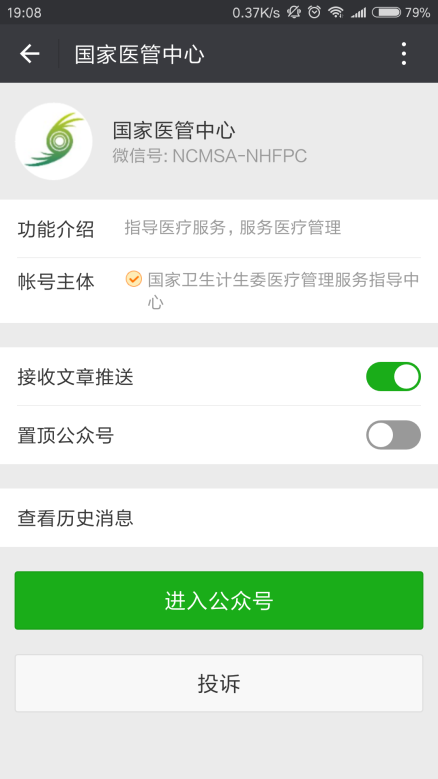 19:08 0.37K/s 79%
国家医管中心
国家医管中心
微信号: NCMSA-NHFPC
功能介绍 指导医疗服务, 服务医疗管理
帐号主体 国家卫生计生委医疗管理服务指导中
心
接收文章推送
置顶公众号
查看历史消息
进入公众号
投诉